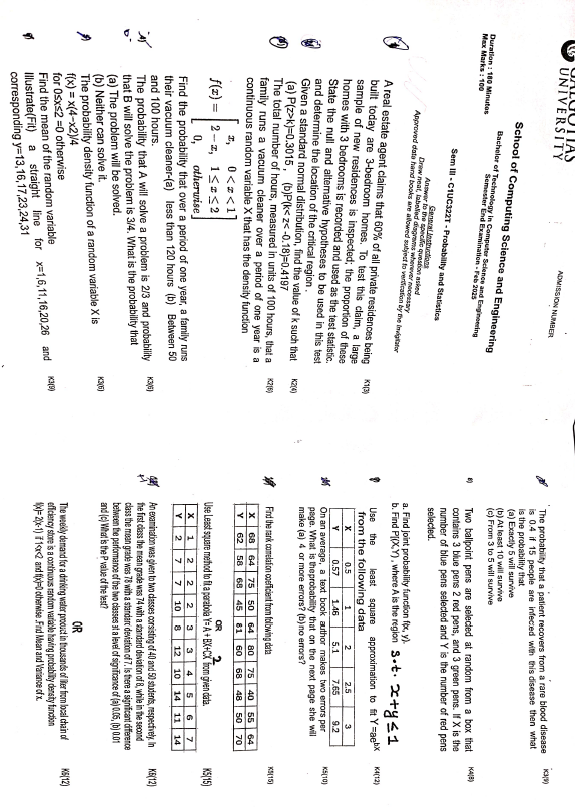 GALGOTIAS
UNIVERSITY
ADMISSION NUMBER
School of Computing Science and Engineering
Bachelor of Technology in Computer Science and Engineering
Semester End Examination - Feb 2025
Duration : 180 Minutes
Max Marks : 100
Sem III - C1UC322T - Probability and Statistics
General Instructions
Answer to the specific question asked
Draw neat, labelled diagrams wherever necessary
Approved data hand books are allowed subject to verification by the Invigilator
A real estate agent claims that 60% of all private residences being
built today are 3-bedroom homes. To test this claim, a large
sample of new residences is inspected; the proportion of these
homes with 3 bedrooms is recorded and used as the test statistic.
State the null and alternative hypotheses to be used in this test
and determine the location of the critical region.
K1(3)
Given a standard normal distribution, find the value of k such that
(a) P(z>k)=0.3015 , (b)P(k< z< -0.18)=0.4197
K2(4)
The total number of hours, measured in units of 100 hours, that a
family runs a vacuum cleaner over a period of one year is a
continuous random variable X that has the density function
K2(6)
f(x) = [ x, 0 < x < 1
2 − x, 1 ≤ x ≤ 2
0, otherwise ]
Find the probability that over a period of one year, a family runs
their vacuum cleaner-(a) less than 120 hours (b) Between 50
and 100 hours.
The probability that A will solve a problem is 2/3 and probability
that B will solve the problem is 3/4. What is the probability that
(a) The problem will be solved.
(b) Neither can solve it.
K3(6)
The probability density function of a random variable X is
f(x) = x(4−x2)/4
for 0≤x≤2 =0 otherwise
Find the mean of the random variable
K3(6)
Illustrate(Fit) a straight line for x=1,6,11,16,20,26 and
corresponding y=13,16,17,23,24,31
K3(9)
The probability that a patient recovers from a rare blood disease
is 0.4. if 15 people are infected with this disease then what
is the probability that
(a) Exactly 5 will survive
(b) At least 10 will survive
(c) From 3 to 5 will survive
K3(9)
8)
Two ballpoint pens are selected at random from a box that
contains 3 blue pens 2 red pens, and 3 green pens. If X is the
number of blue pens selected and Y is the number of red pens
selected.
K4(8)
a. Find joint probability function f(x, y).
b. Find P[(X,Y) , where A is the region s.t. x+y≤1
Use the least square approximation to fit Y =ae^bX
from the following data
K4(12)
X 0.5 1 2 2.5 3
Y 0.57 1.46 5.1 7.65 9.2
On an average, a text book author makes two errors per
page. What is the probability that on the next page she will
make (a) 4 or more errors? (b) no errors?
K5(10)
Find the rank correlation coefficient from following data
K5(15)
X 68 64 75 50 64 80 75 40 55 64
Y 62 58 68 45 81 60 68 48 50 70
OR
Use Least square method to fit a parabola Y= A + BX+CX² from given data.
K5(15)
X 1 2 2 2 3 3 4 5 6 7
Y 2 7 7 10 8 12 10 14 11 14
An examination was given to two classes consisting of 40 and 50 students, respectively. In
the first class the mean grade was 74 with a standard deviation of 8, while in the second
class the mean grade was 78 with a standard deviation of 7. Is there a significant difference
between the performance of the two classes at a level of significance of (a) 0.05, (b) 0.01
and (c) What is the P value of the test?
K6(12)
OR
The weekly demand for a drinking water product in thousands of liter from local chain of
efficiency stores is a continuous random variable having probability density function
f(x)= 2(x-1) if 1<x<2 and f(x)=0 otherwise .Find Mean and Variance of x.
K6(12)